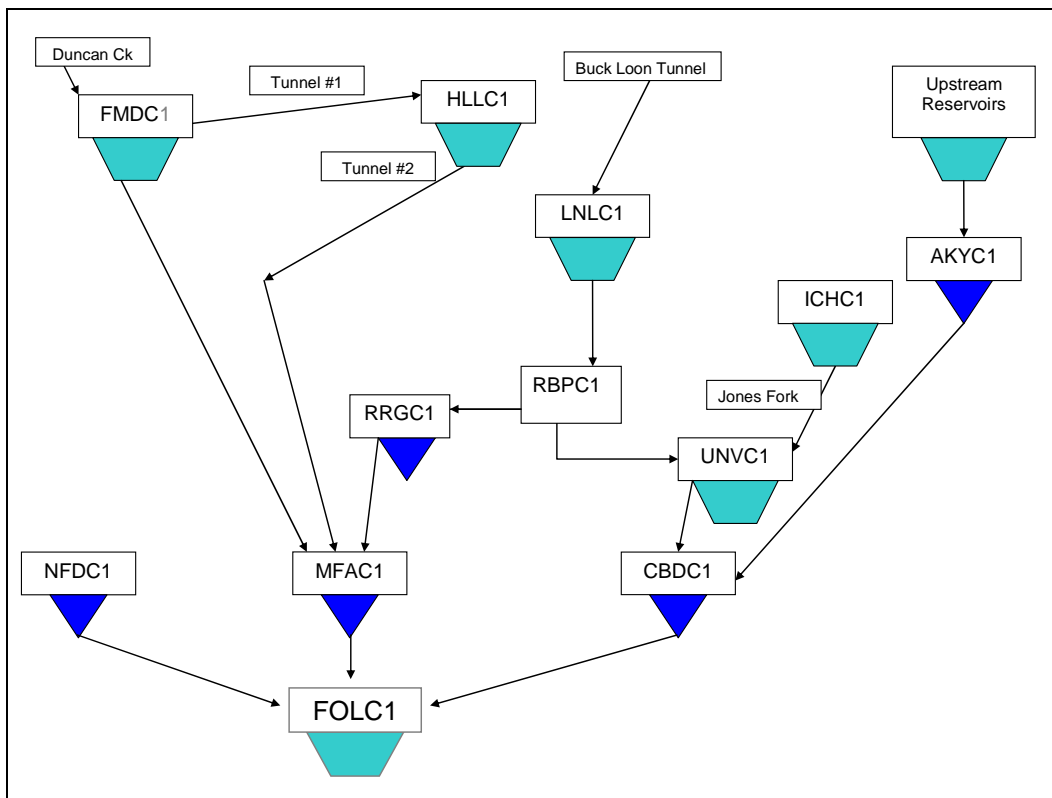 Duncan Ck
Tunnel #1
Buck Loon Tunnel
Upstream
Reservoirs
FMDC1
HLLC1
Tunnel #2
LNLC1
AKYC1
ICHC1
RBPC1
Jones Fork
RRGC1
UNVC1
NFDC1
MFAC1
CBDC1
FOLC1